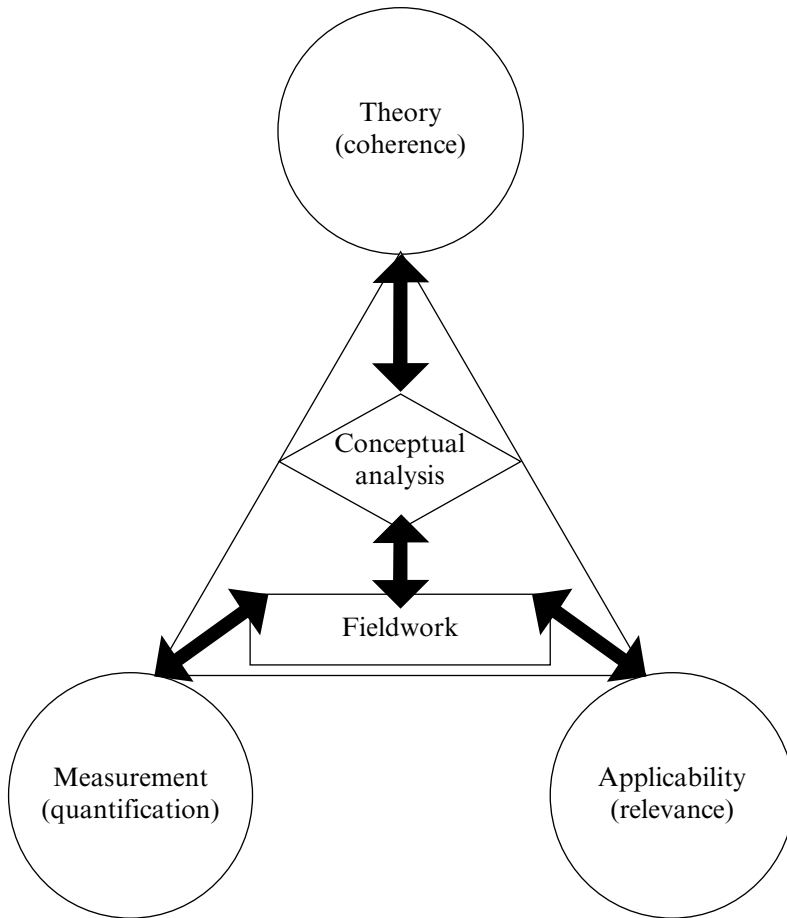 Theory
(coherence)
Conceptual
analysis
Fieldwork
Measurement
(quantification)
Applicability
(relevance)